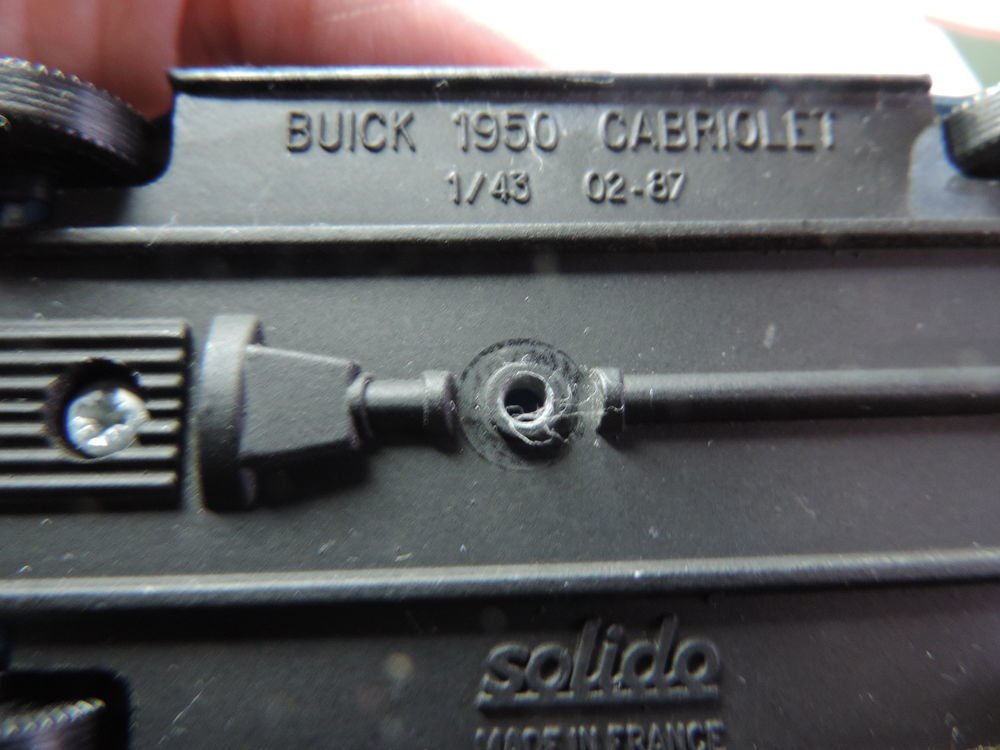 BUICK 1950 CABRIOLET
1/43 02-87
solido
MADE IN FRANCE